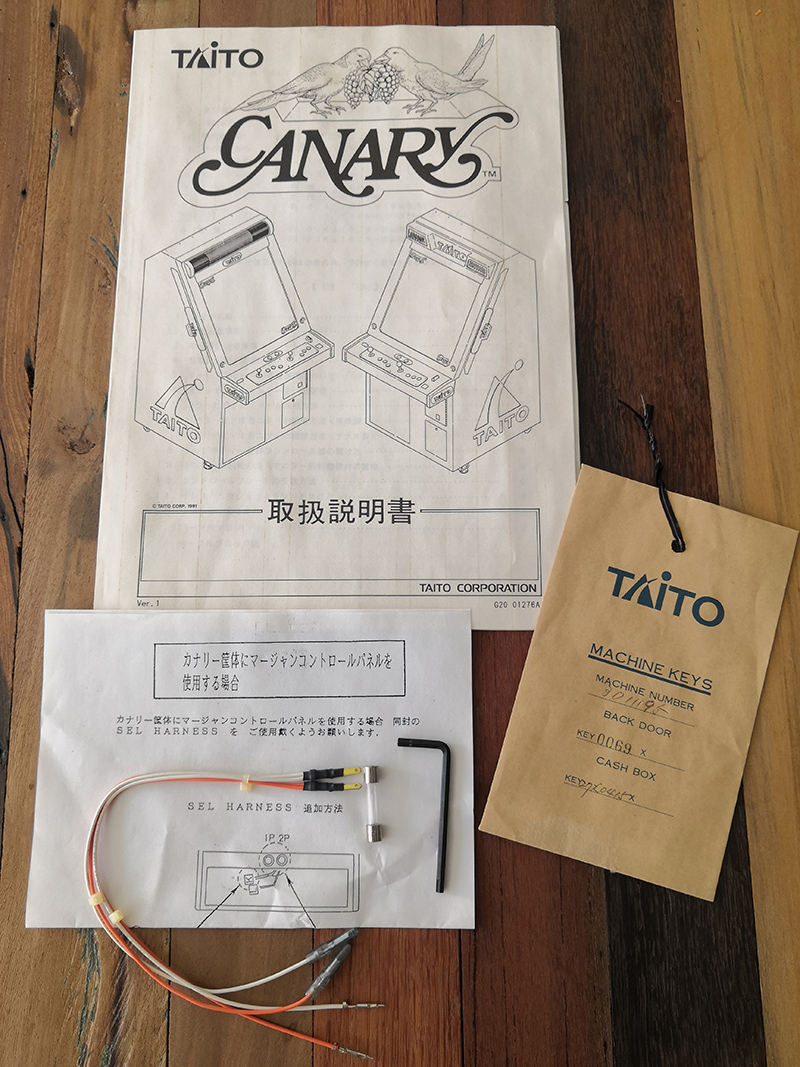 TAITO
CANARY™
TAITO
TAITO
TAITO
© TAITO CORP. 1991
取扱説明書
TAITO CORPORATION
Ver.1
G20 01276A
カナリー筐体にマージャンコントロールパネルを
使用する場合
カナリー筐体にマージャンコントロールパネルを使用する場合 同封の
SEL HARNESS を ご使用戴くようお願いします.
SEL HARNESS 追加方法
1P 2P
TAITO
MACHINE KEYS
MACHINE NUMBER
BACK DOOR
KEY 0069 x
CASH BOX
KEY